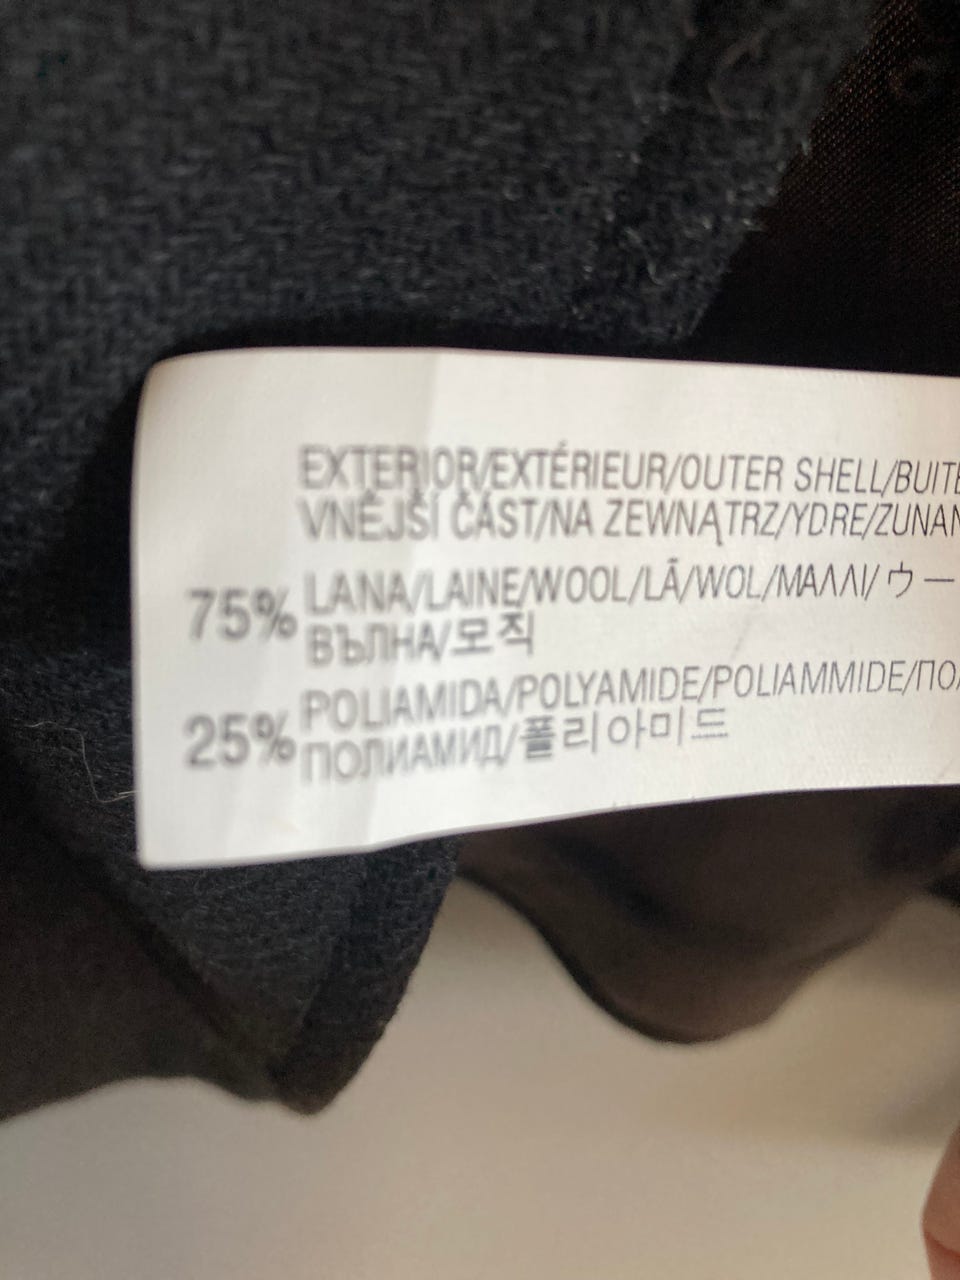 EXTERIOR/EXTÉRIEUR/OUTER SHELL/BUITE
VNĚJŠÍ ČÁST/NA ZEWNĄTRZ/YDRE/ZUNAN
75% LANA/LAINE/WOOL/LÃ/WOL/ΜΑΛΛΙ/ウー
ВЪЛНА/모직
25% POLIAMIDA/POLYAMIDE/POLIAMMIDE/ΠΟΛ
ПОЛИАМИД/폴리아미드